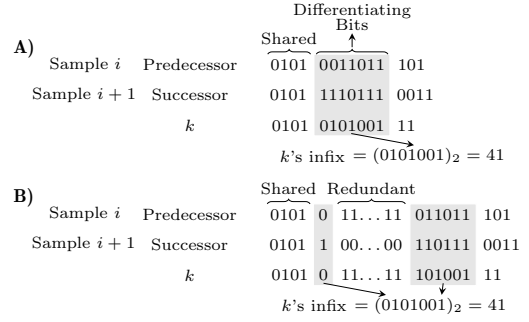 Differentiating
Bits
Shared
A)
Sample i Predecessor 0101 0011011 101
Sample i + 1 Successor 0101 1110111 0011
k 0101 0101001 11
k's infix = (0101001)₂ = 41
B)
Shared Redundant
Sample i Predecessor 0101 0 11...11 011011 101
Sample i + 1 Successor 0101 1 00...00 110111 0011
k 0101 0 11...11 101001 11
k's infix = (0101001)₂ = 41